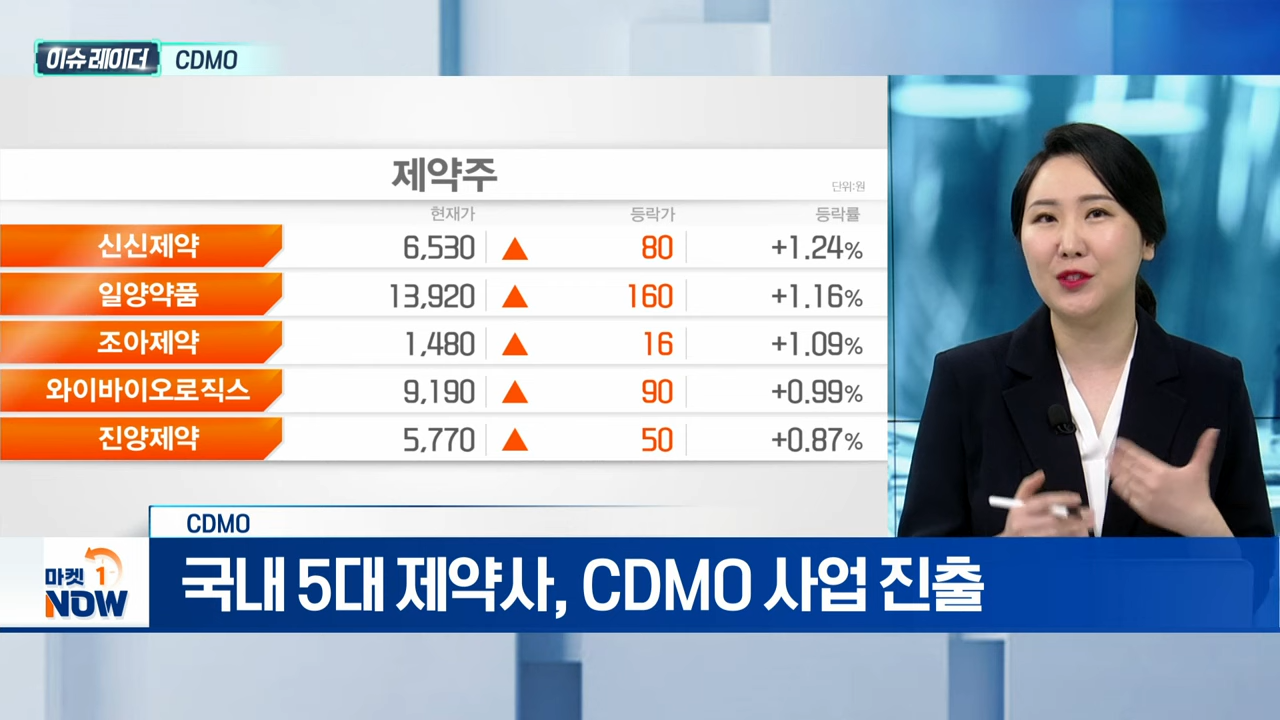 이슈 레이더 CDMO
제약주
단위:원
현재가 등락가 등락률
신신제약 6,530 ▲ 80 +1.24%
일양약품 13,920 ▲ 160 +1.16%
조아제약 1,480 ▲ 16 +1.09%
와이바이오로직스 9,190 ▲ 90 +0.99%
진양제약 5,770 ▲ 50 +0.87%
CDMO
마켓 1
NOW
국내 5대 제약사, CDMO 사업 진출